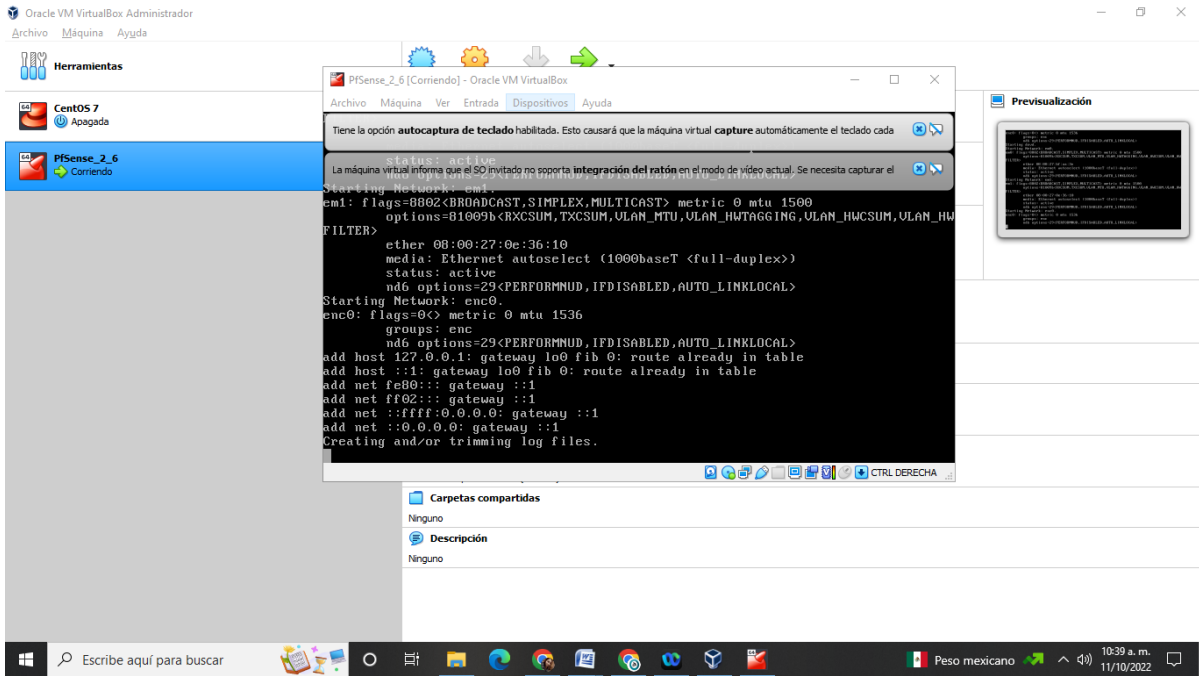 Oracle VM VirtualBox Administrador
Archivo Máquina Ayuda
Herramientas
64 CentOS 7
Apagada
64 PfSense_2_6
Corriendo
PfSense_2_6 [Corriendo] - Oracle VM VirtualBox
Archivo Máquina Ver Entrada Dispositivos Ayuda
Tiene la opción autocaptura de teclado habilitada. Esto causará que la máquina virtual capture automáticamente el teclado cada
status: active
La máquina virtual informa que el SO invitado no soporta integración del ratón en el modo de vídeo actual. Se necesita capturar el
Starting Network: em1.
em1: flags=8802<BROADCAST,SIMPLEX,MULTICAST> metric 0 mtu 1500
options=81009b<RXCSUM,TXCSUM,VLAN_MTU,VLAN_HWTAGGING,VLAN_HWCSUM,VLAN_HW
FILTER>
ether 08:00:27:0e:36:10
media: Ethernet autoselect (1000baseT <full-duplex>)
status: active
nd6 options=29<PERFORMNUD,IFDISABLED,AUTO_LINKLOCAL>
Starting Network: enc0.
enc0: flags=0<> metric 0 mtu 1536
groups: enc
nd6 options=29<PERFORMNUD,IFDISABLED,AUTO_LINKLOCAL>
add host 127.0.0.1: gateway lo0 fib 0: route already in table
add host ::1: gateway lo0 fib 0: route already in table
add net fe80::: gateway ::1
add net ff02::: gateway ::1
add net ::ffff:0.0.0.0: gateway ::1
add net ::0.0.0.0: gateway ::1
Creating and/or trimming log files.
CTRL DERECHA
Previsualización
Carpetas compartidas
Ninguno
Descripción
Ninguno
Escribe aquí para buscar
Peso mexicano
10:39 a. m.
11/10/2022